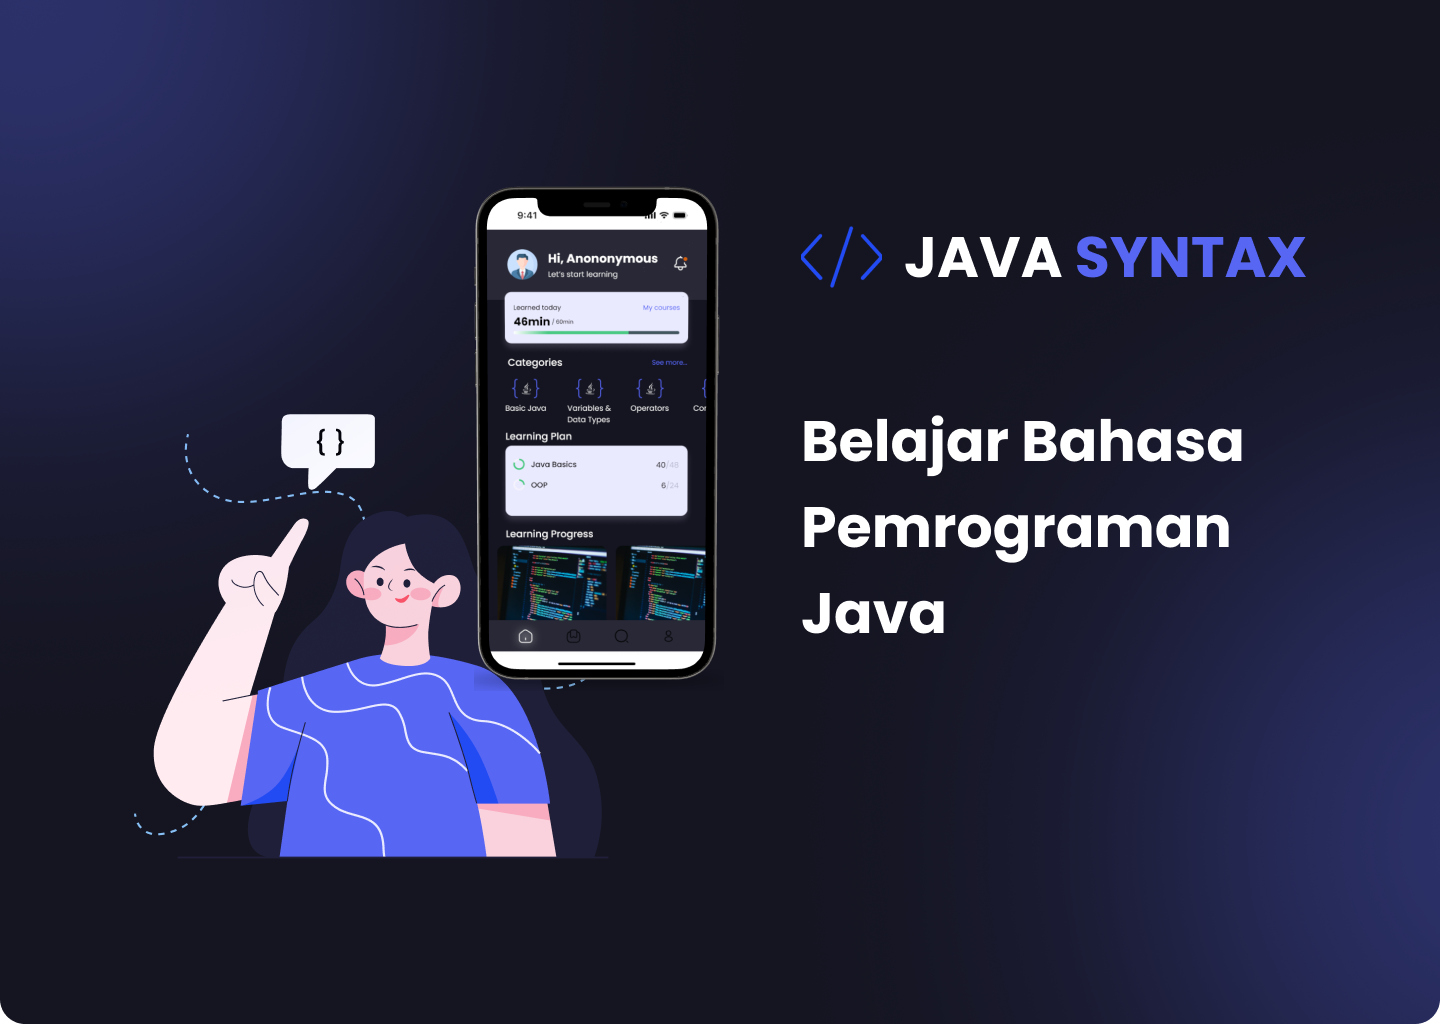 9:41
Hi, Anononymous
Let's start learning
Learned today
My courses
46min / 60min
Categories
See more...
Basic Java
Variables &
Data Types
Operators
Learning Plan
Java Basics
40/48
OOP
6/24
Learning Progress
{ }
</> JAVA SYNTAX
Belajar Bahasa
Pemrograman
Java